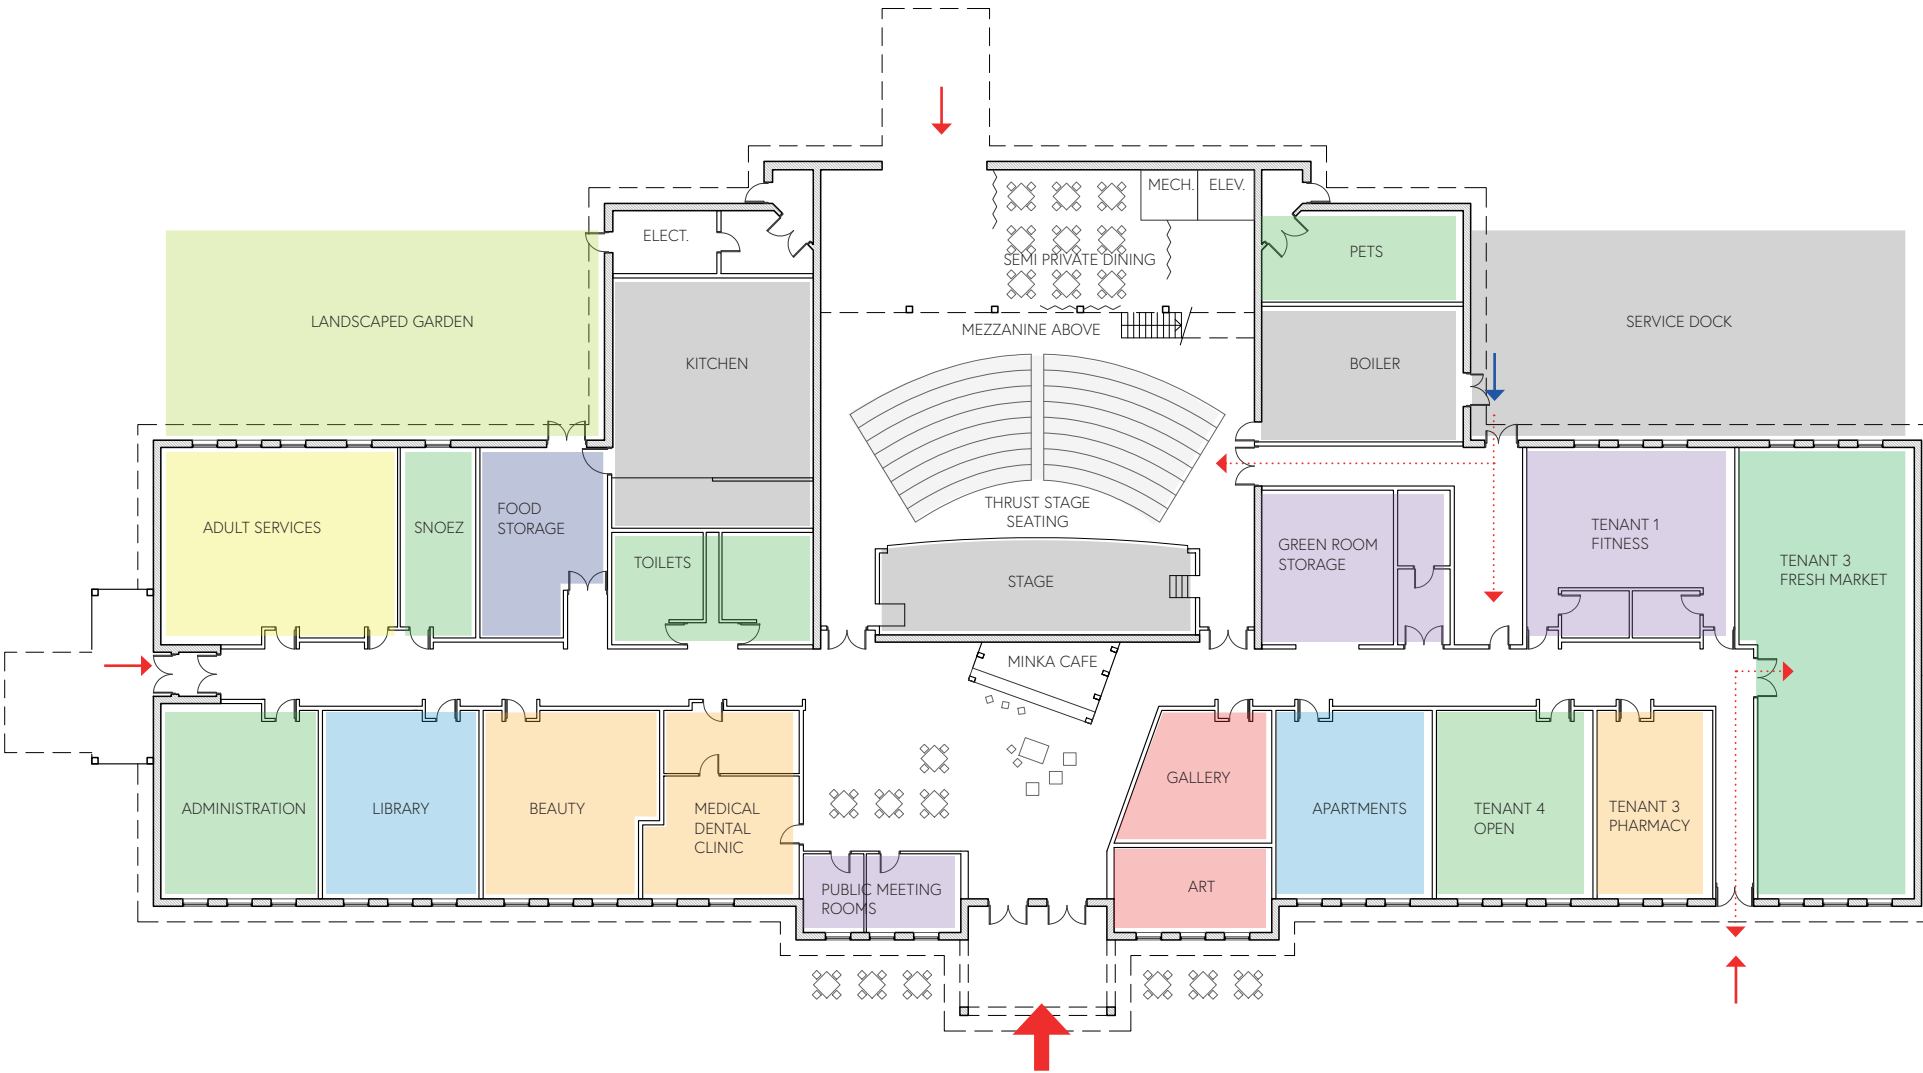 MECH. ELEV.
ELECT.
PETS
SEMI PRIVATE DINING
LANDSCAPED GARDEN
SERVICE DOCK
MEZZANINE ABOVE
KITCHEN
BOILER
THRUST STAGE
SEATING
ADULT SERVICES
SNOEZ
FOOD
STORAGE
TOILETS
STAGE
GREEN ROOM
STORAGE
TENANT 1
FITNESS
TENANT 3
FRESH MARKET
MINKA CAFE
ADMINISTRATION
LIBRARY
BEAUTY
MEDICAL
DENTAL
CLINIC
GALLERY
APARTMENTS
TENANT 4
OPEN
TENANT 3
PHARMACY
PUBLIC MEETING
ROOMS
ART